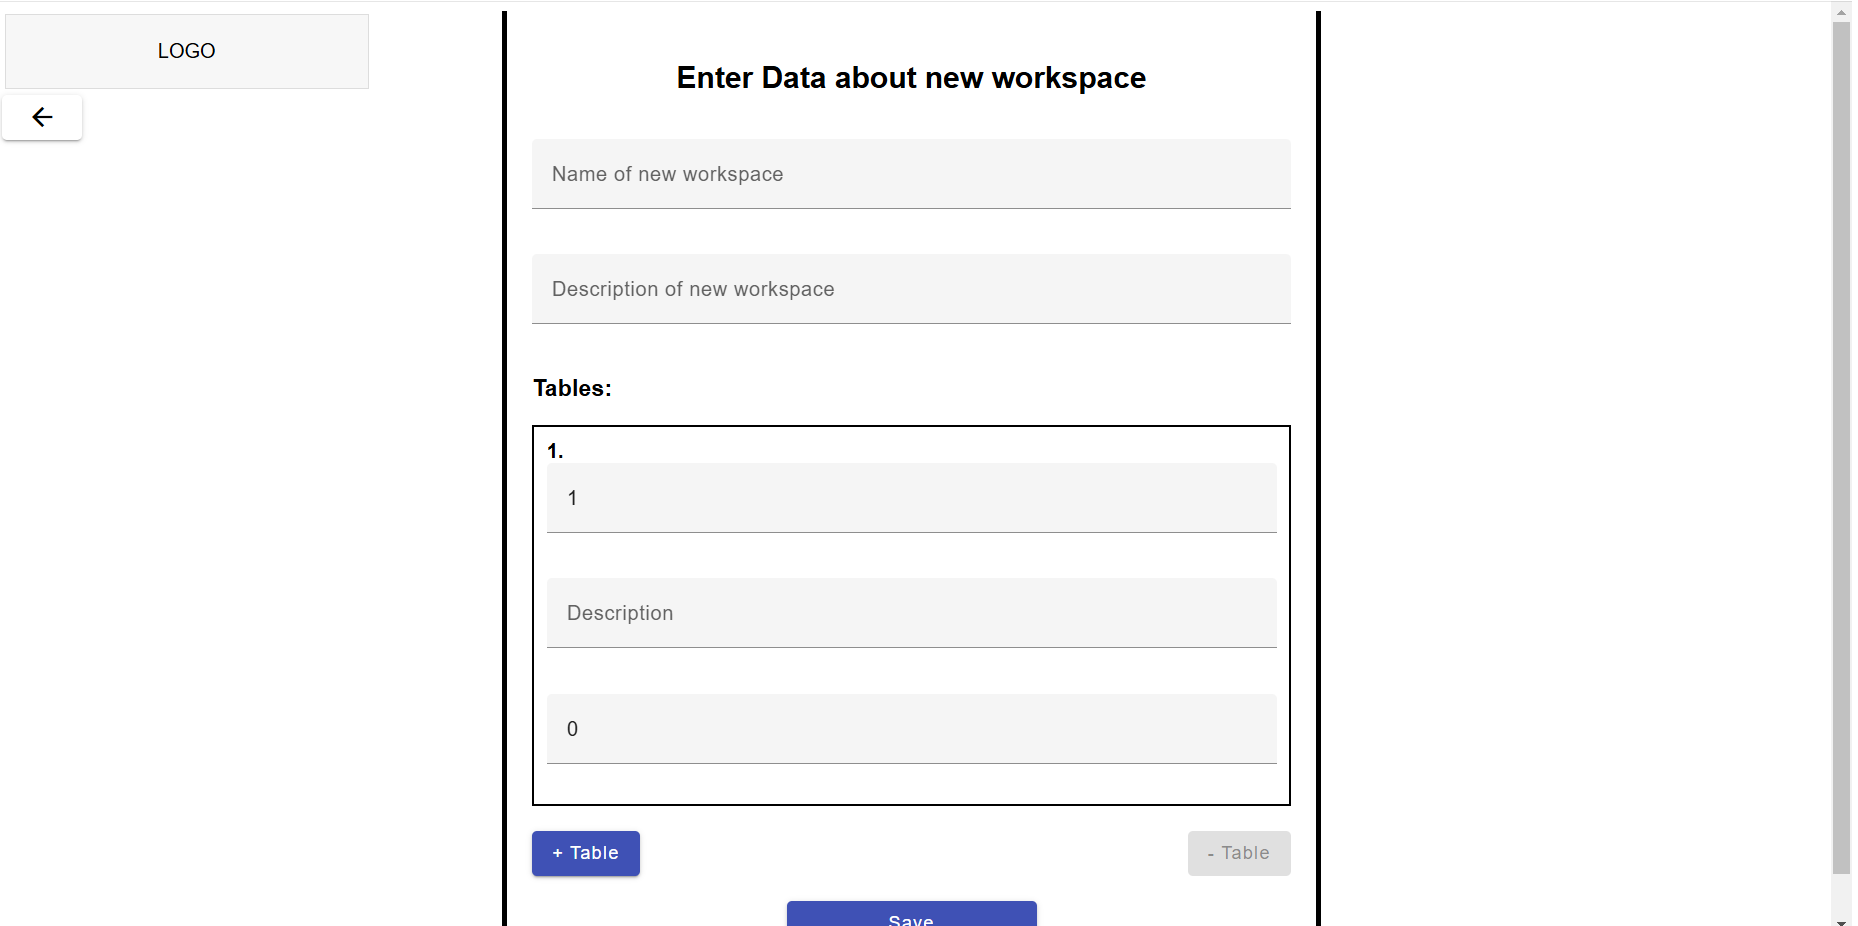 LOGO
Enter Data about new workspace
Name of new workspace
Description of new workspace
Tables:
1.
1
Description
0
+ Table
- Table
Save